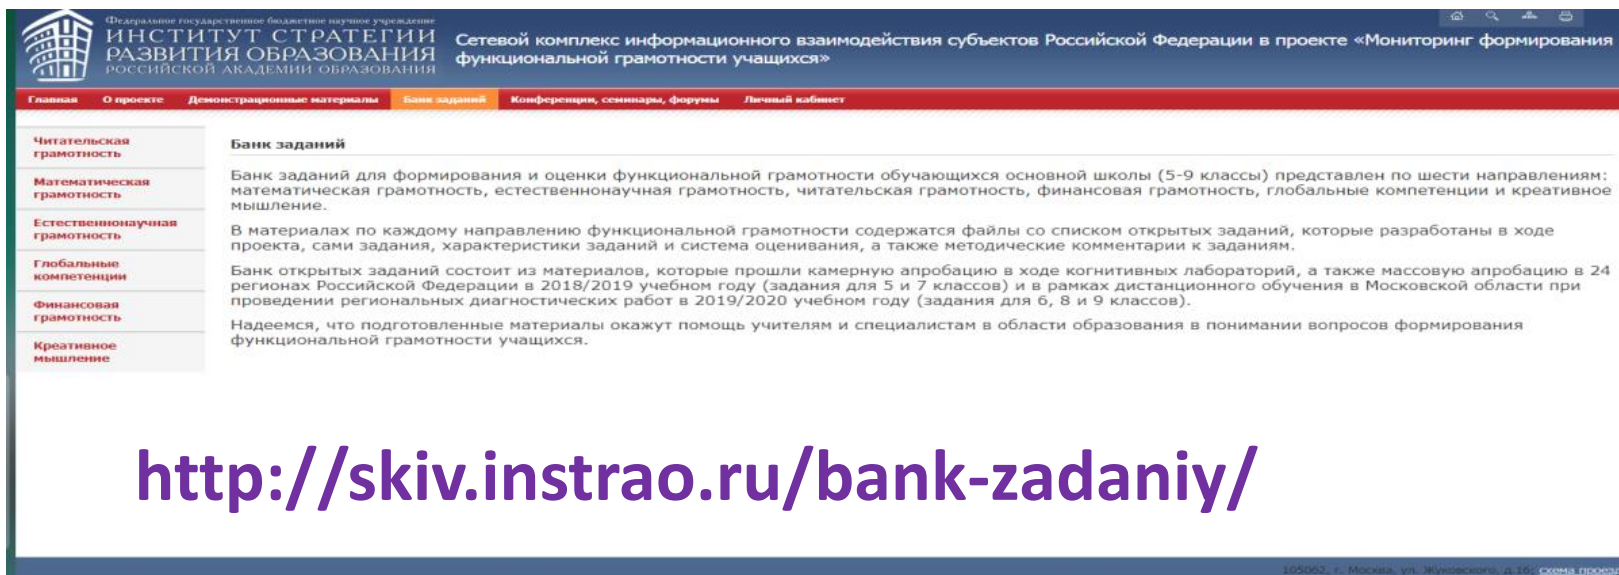 Федеральное государственное бюджетное научное учреждение
ИНСТИТУТ СТРАТЕГИИ
РАЗВИТИЯ ОБРАЗОВАНИЯ
РОССИЙСКОЙ АКАДЕМИИ ОБРАЗОВАНИЯ
Сетевой комплекс информационного взаимодействия субъектов Российской Федерации в проекте «Мониторинг формирования
функциональной грамотности учащихся»
Главная О проекте Демонстрационные материалы Банк заданий Конференции, семинары, форумы Личный кабинет
Читательская
грамотность
Математическая
грамотность
Естественнонаучная
грамотность
Глобальные
компетенции
Финансовая
грамотность
Креативное
мышление
Банк заданий
Банк заданий для формирования и оценки функциональной грамотности обучающихся основной школы (5-9 классы) представлен по шести направлениям:
математическая грамотность, естественнонаучная грамотность, читательская грамотность, финансовая грамотность, глобальные компетенции и креативное
мышление.
В материалах по каждому направлению функциональной грамотности содержатся файлы со списком открытых заданий, которые разработаны в ходе
проекта, сами задания, характеристики заданий и система оценивания, а также методические комментарии к заданиям.
Банк открытых заданий состоит из материалов, которые прошли камерную апробацию в ходе когнитивных лабораторий, а также массовую апробацию в 24
регионах Российской Федерации в 2018/2019 учебном году (задания для 5 и 7 классов) и в рамках дистанционного обучения в Московской области при
проведении региональных диагностических работ в 2019/2020 учебном году (задания для 6, 8 и 9 классов).
Надеемся, что подготовленные материалы окажут помощь учителям и специалистам в области образования в понимании вопросов формирования
функциональной грамотности учащихся.
http://skiv.instrao.ru/bank-zadaniy/
105062, г. Москва, ул. Жуковского, д.16; схема проезд